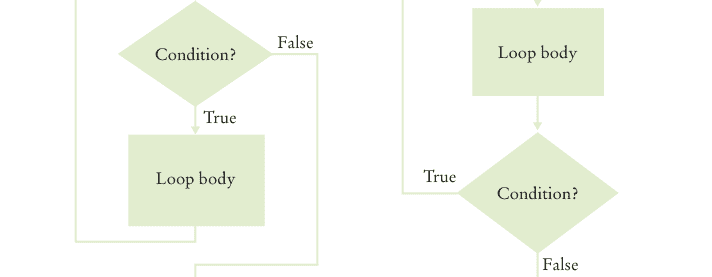 False
Condition?
True
Loop body
Loop body
True
Condition?
False